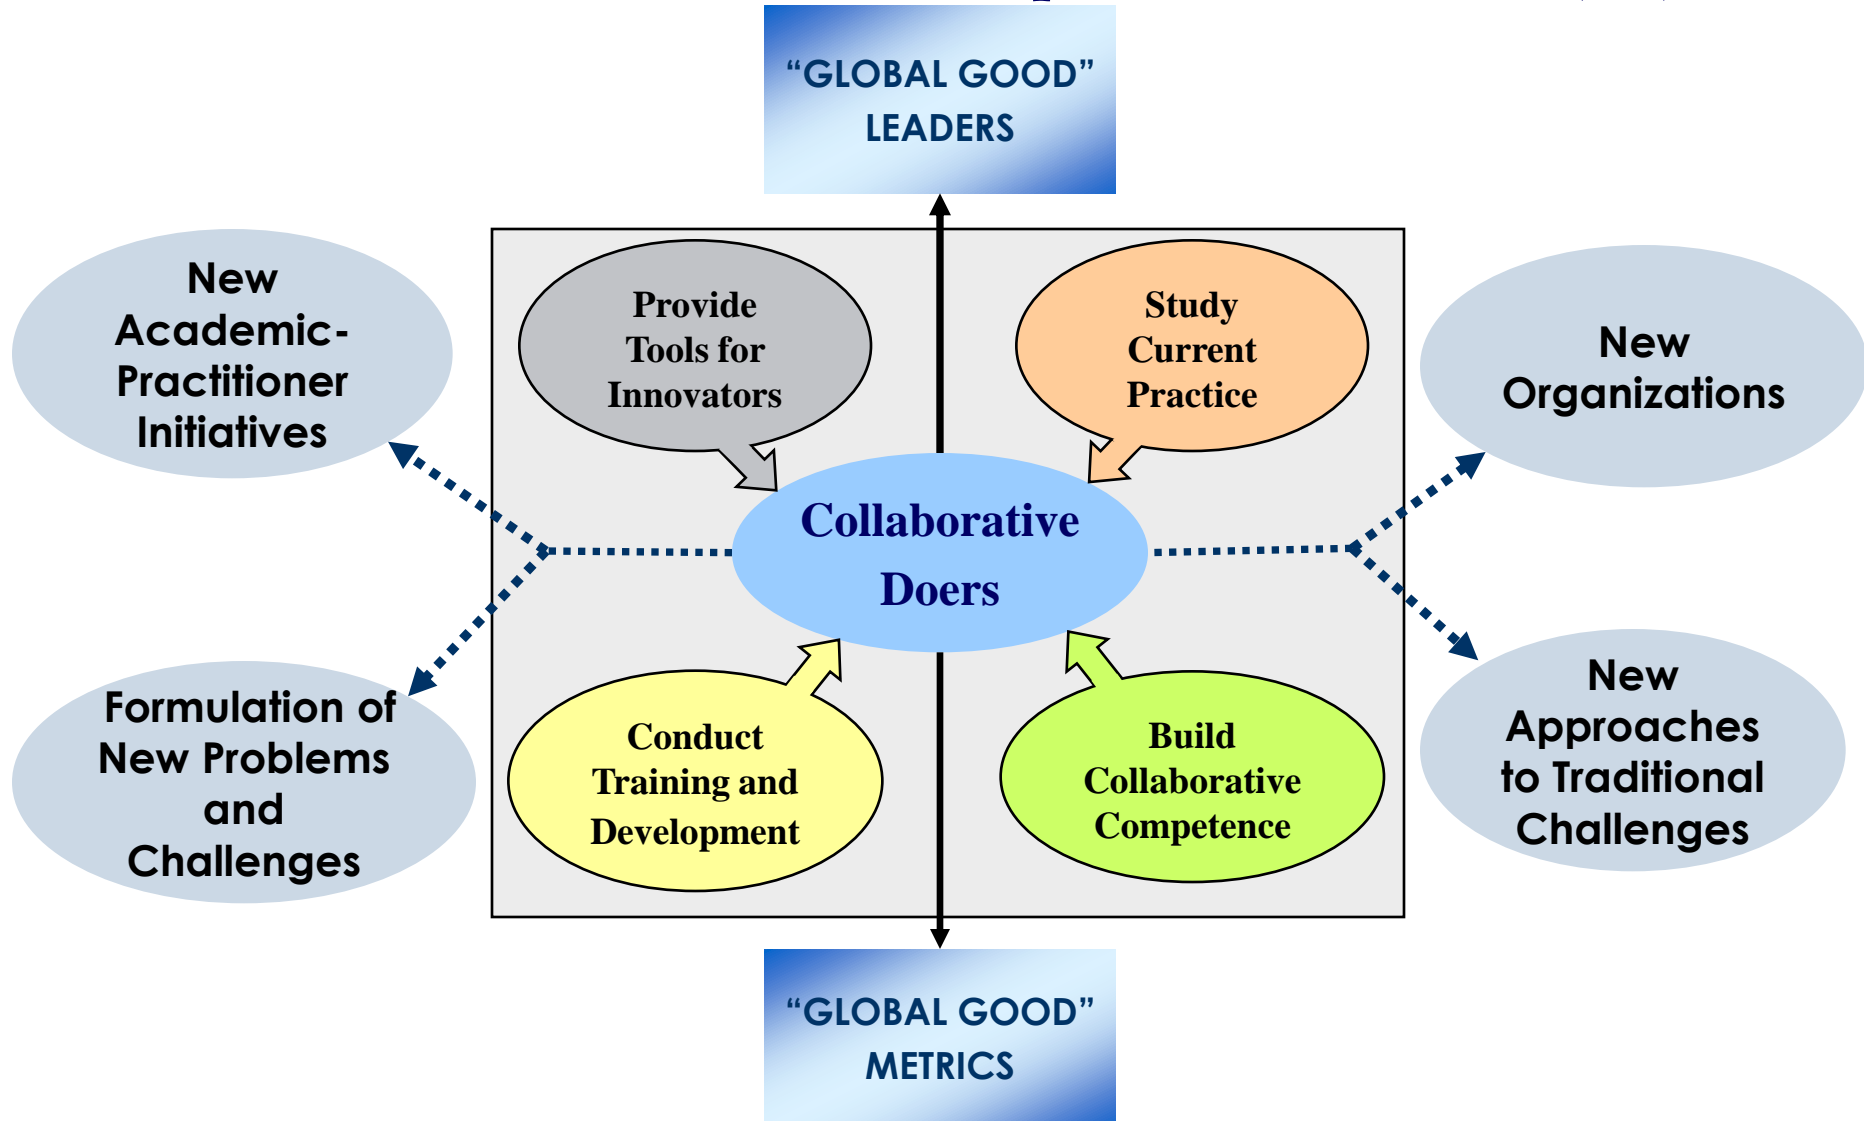 “GLOBAL GOOD”
LEADERS
New
Academic-
Practitioner
Initiatives
Provide
Tools for
Innovators
Study
Current
Practice
New
Organizations
Collaborative
Doers
Formulation of
New Problems
and
Challenges
Conduct
Training and
Development
Build
Collaborative
Competence
New
Approaches
to Traditional
Challenges
“GLOBAL GOOD”
METRICS